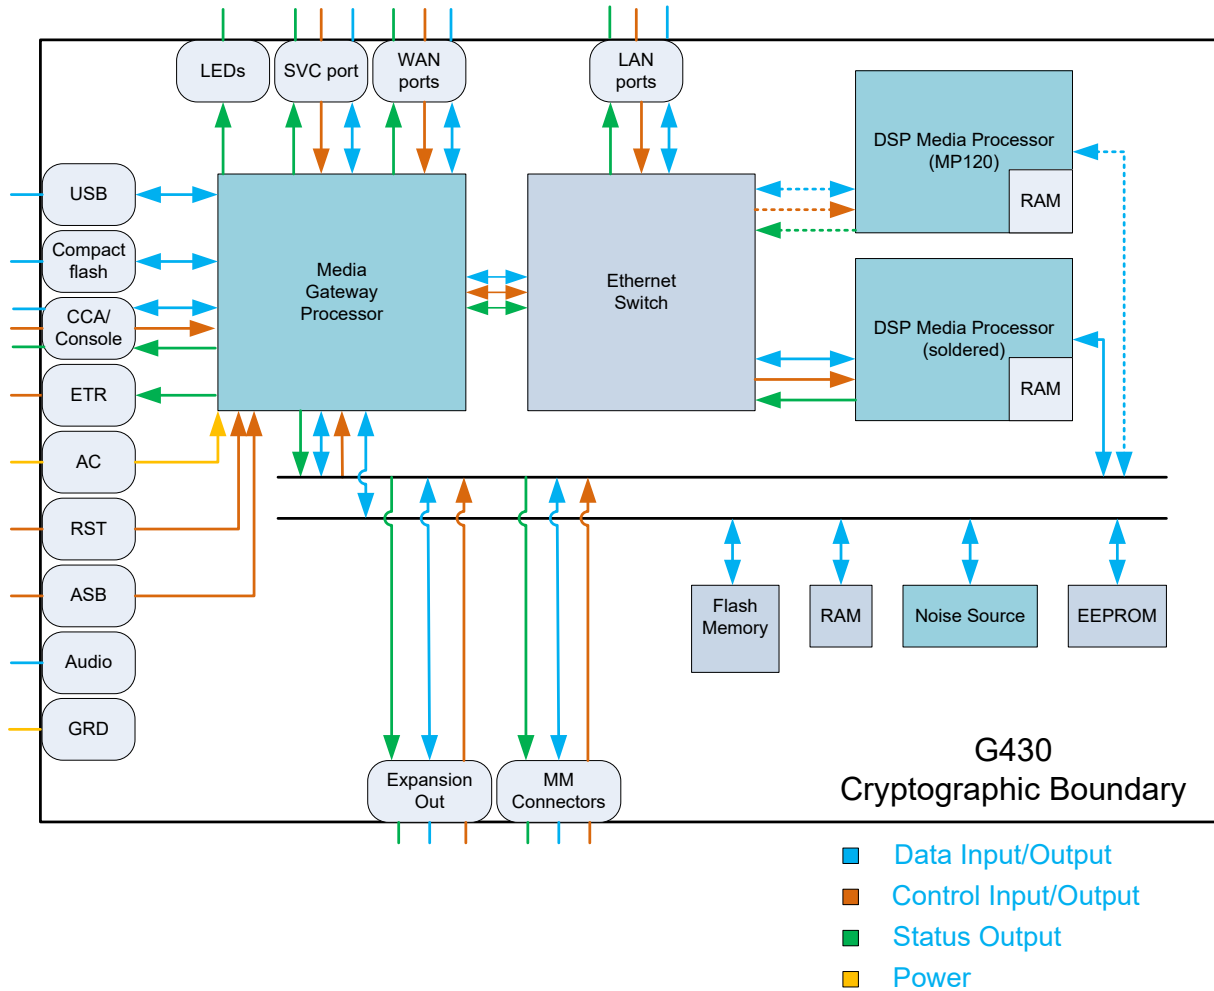 LEDs
SVC port
WAN
ports
LAN
ports
DSP Media Processor
(MP120)
RAM
USB
Compact
flash
CCA/
Console
ETR
AC
RST
ASB
Audio
GRD
Media
Gateway
Processor
Ethernet
Switch
DSP Media Processor
(soldered)
RAM
Flash
Memory
RAM
Noise Source
EEPROM
Expansion
Out
MM
Connectors
G430
Cryptographic Boundary
Data Input/Output
Control Input/Output
Status Output
Power